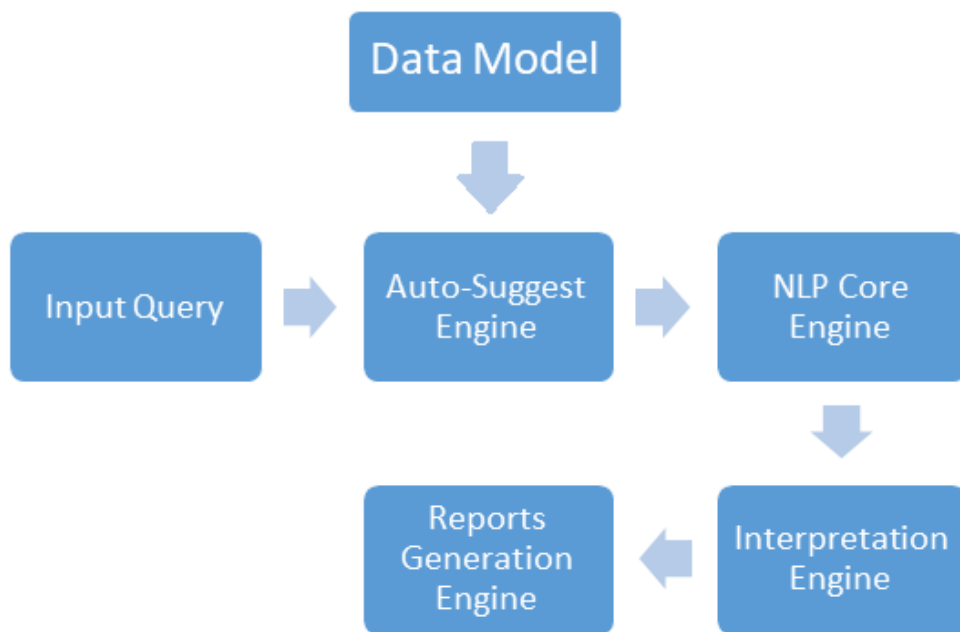 Data Model
Input Query
Auto-Suggest
Engine
NLP Core
Engine
Reports
Generation
Engine
Interpretation
Engine